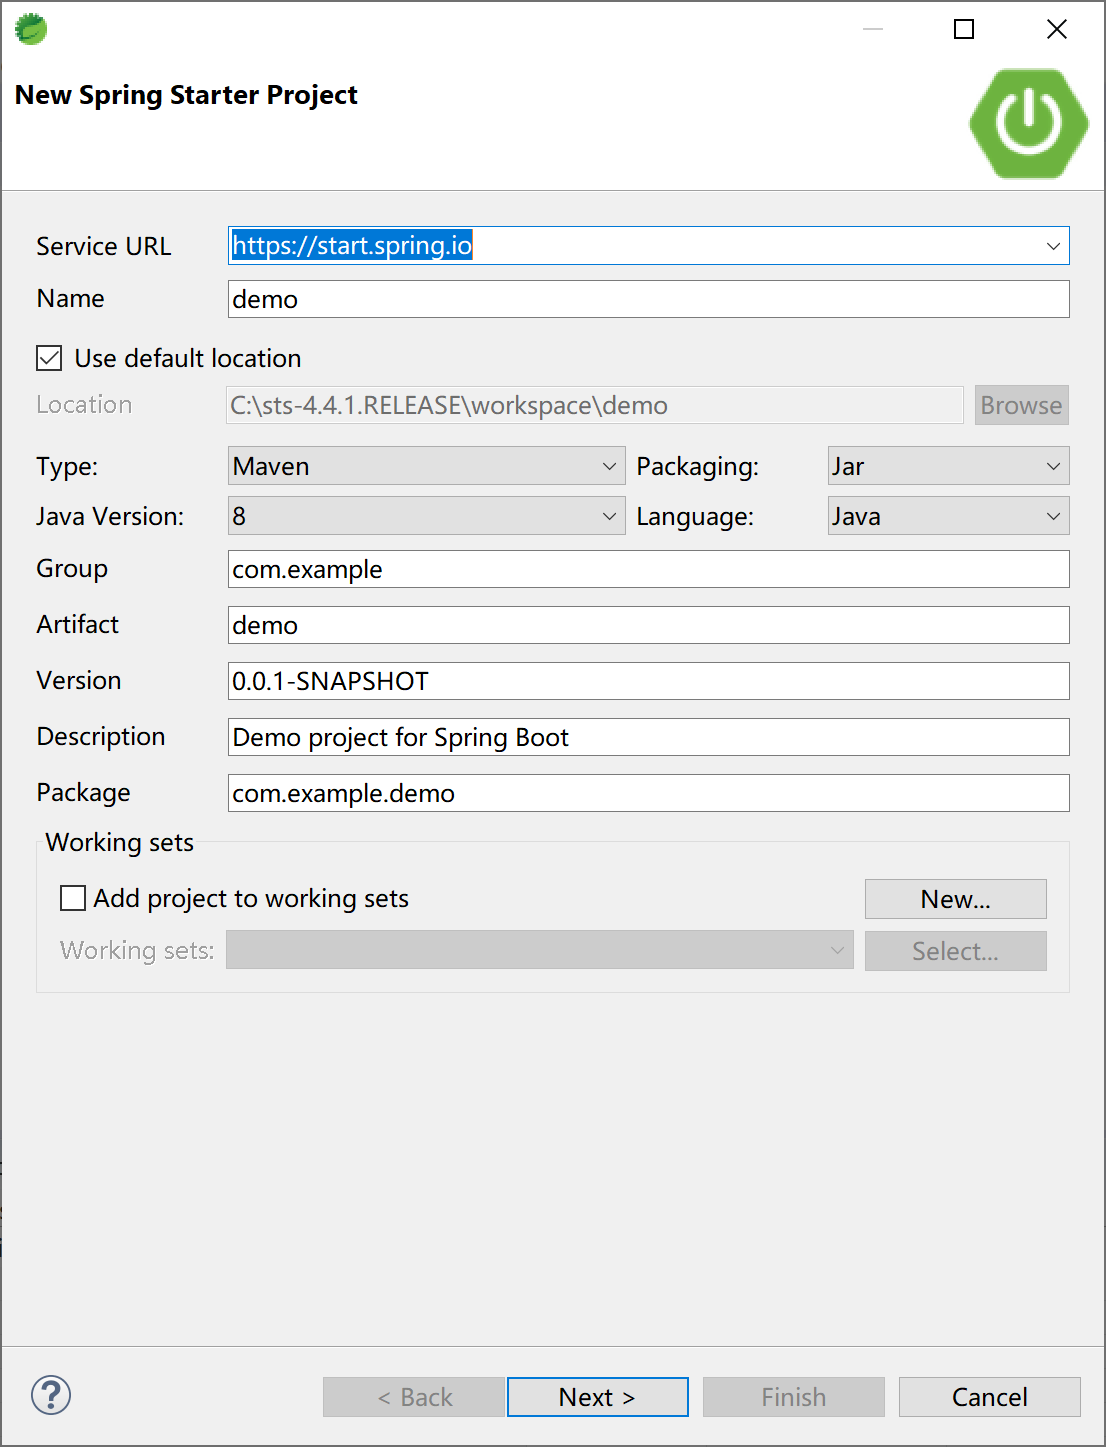 New Spring Starter Project
Service URL https://start.spring.io
Name demo
Use default location
Location C:\sts-4.4.1.RELEASE\workspace\demo Browse
Type: Maven Packaging: Jar
Java Version: 8 Language: Java
Group com.example
Artifact demo
Version 0.0.1-SNAPSHOT
Description Demo project for Spring Boot
Package com.example.demo
Working sets
Add project to working sets New...
Working sets: Select...
? < Back Next > Finish Cancel